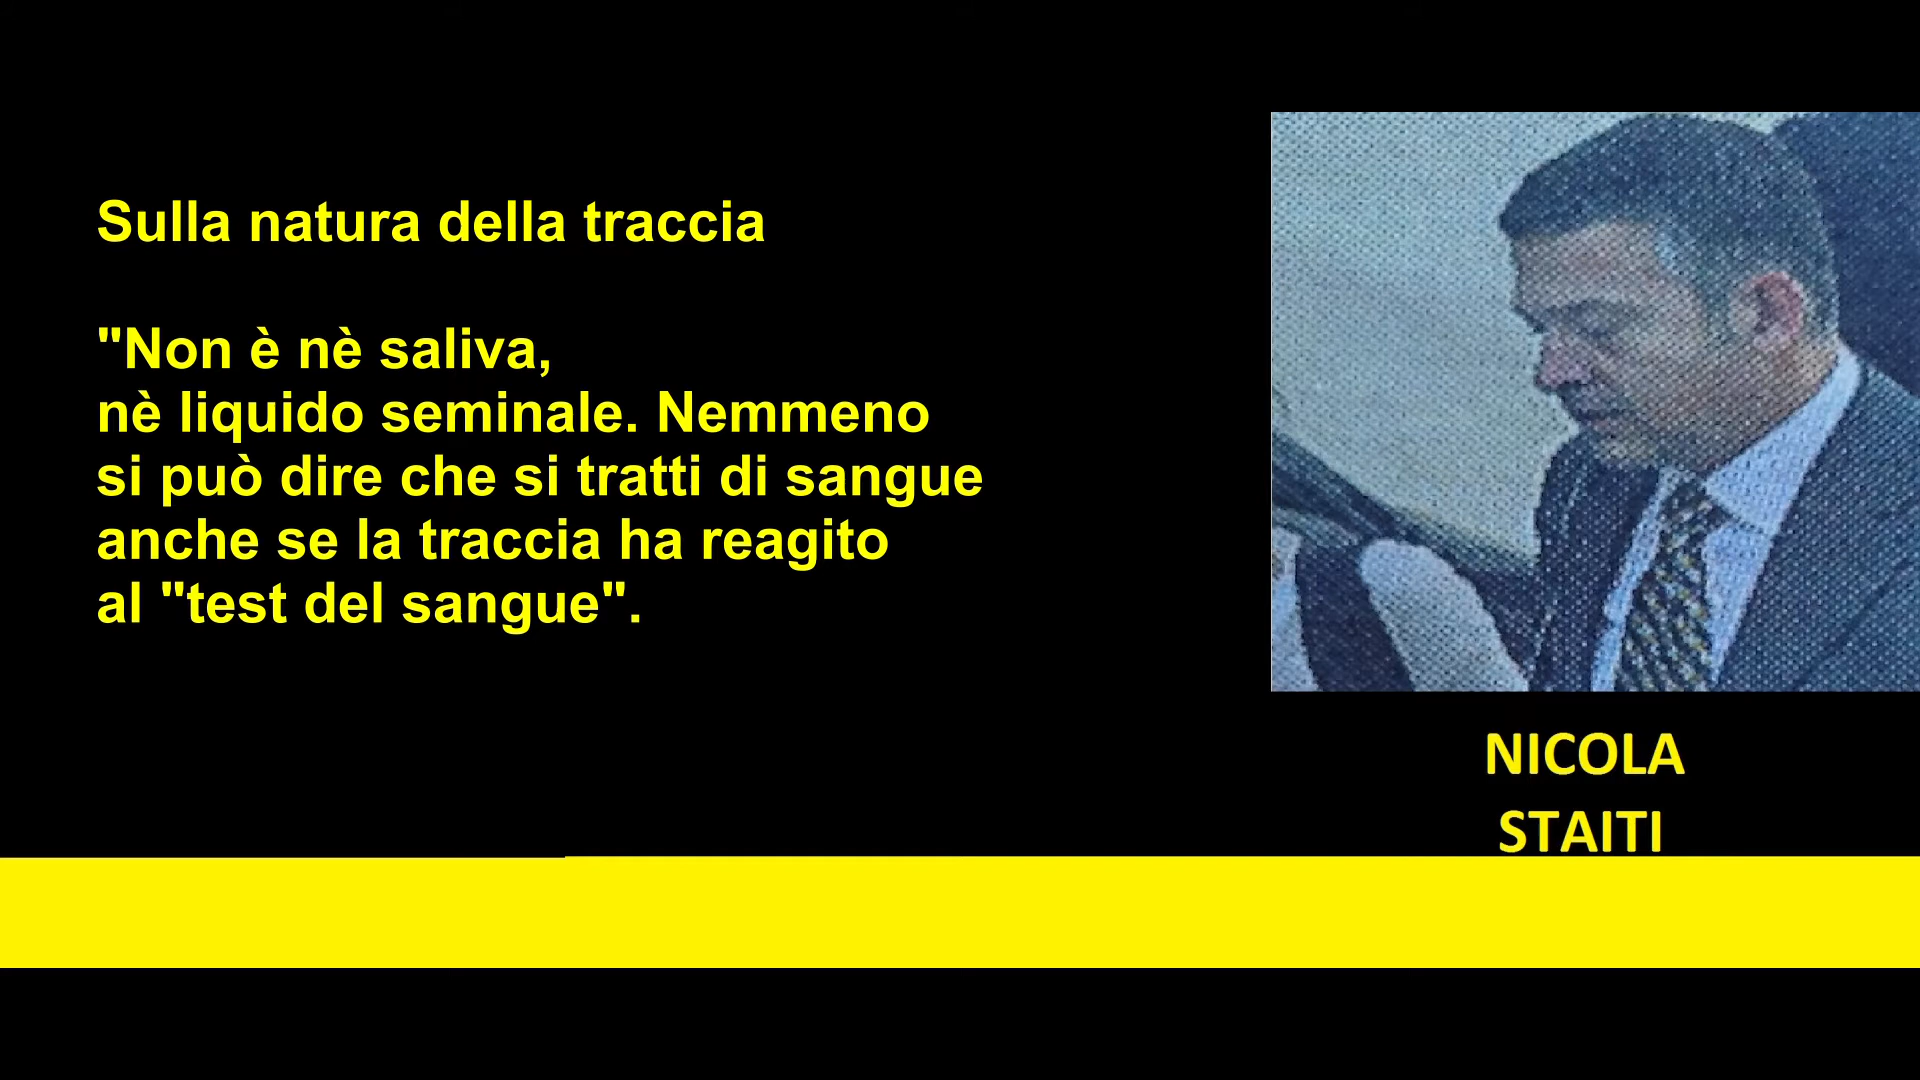 Sulla natura della traccia
"Non è nè saliva,
nè liquido seminale. Nemmeno
si può dire che si tratti di sangue
anche se la traccia ha reagito
al "test del sangue".
NICOLA
STAITI